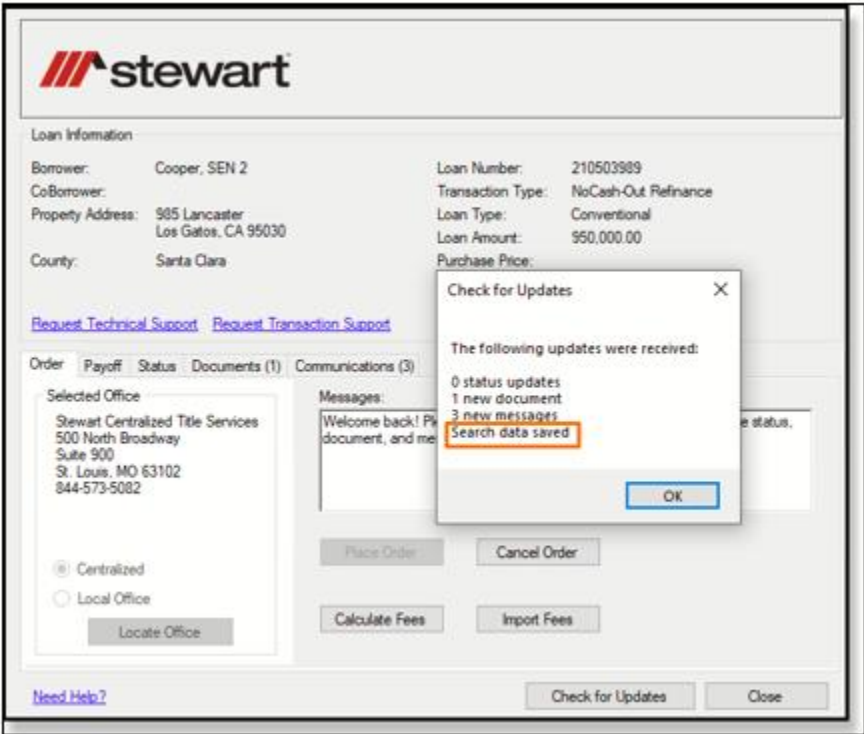 stewart
Loan Information
Borrower: Cooper, SEN 2
CoBorrower:
Property Address: 985 Lancaster
Los Gatos, CA 95030
County: Santa Clara
Loan Number: 210503989
Transaction Type: NoCash-Out Refinance
Loan Type: Conventional
Loan Amount: 950,000.00
Purchase Price:
Request Technical Support Request Transaction Support
Check for Updates
The following updates were received:
0 status updates
1 new document
3 new messages
Search data saved
OK
Order Payoff Status Documents (1) Communications (3)
Selected Office
Stewart Centralized Title Services
500 North Broadway
Suite 900
St. Louis, MO 63102
844-573-5082
Centralized
Local Office
Locate Office
Messages:
Welcome back! e status,
document, and me
Place Order Cancel Order
Calculate Fees Import Fees
Need Help? Check for Updates Close